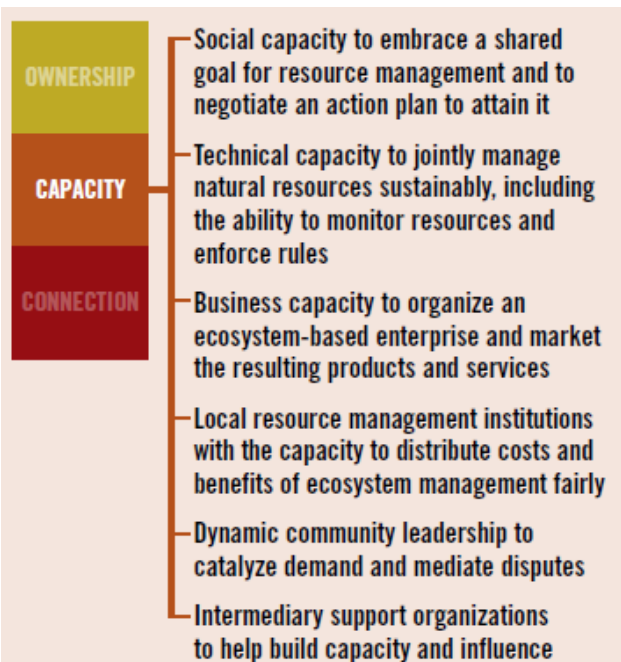 OWNERSHIP
CAPACITY
CONNECTION
Social capacity to embrace a shared
goal for resource management and to
negotiate an action plan to attain it
Technical capacity to jointly manage
natural resources sustainably, including
the ability to monitor resources and
enforce rules
Business capacity to organize an
ecosystem-based enterprise and market
the resulting products and services
Local resource management institutions
with the capacity to distribute costs and
benefits of ecosystem management fairly
Dynamic community leadership to
catalyze demand and mediate disputes
Intermediary support organizations
to help build capacity and influence